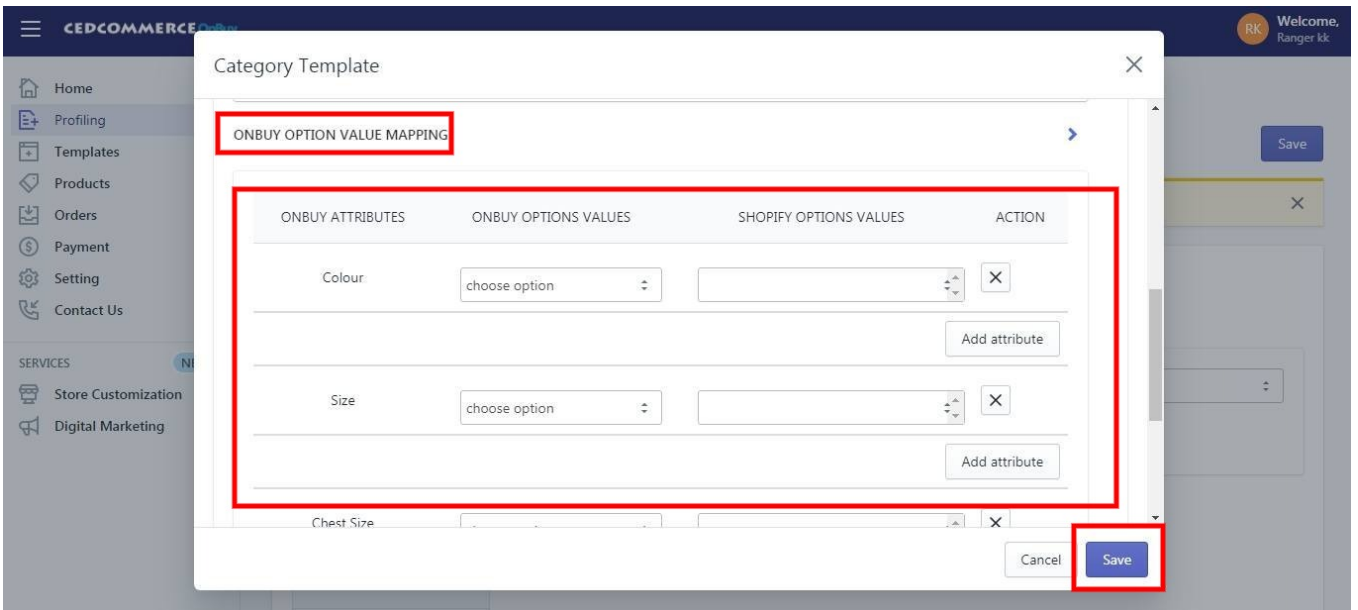 CEDCOMMERCE OnBuy
RK
Welcome,
Ranger kk
Home
Profiling
Templates
Products
Orders
Payment
Setting
Contact Us
SERVICES
Store Customization
Digital Marketing
Save
Category Template
ONBUY OPTION VALUE MAPPING
ONBUY ATTRIBUTES ONBUY OPTIONS VALUES SHOPIFY OPTIONS VALUES ACTION
Colour choose option
Add attribute
Size choose option
Add attribute
Chest Size
Cancel Save